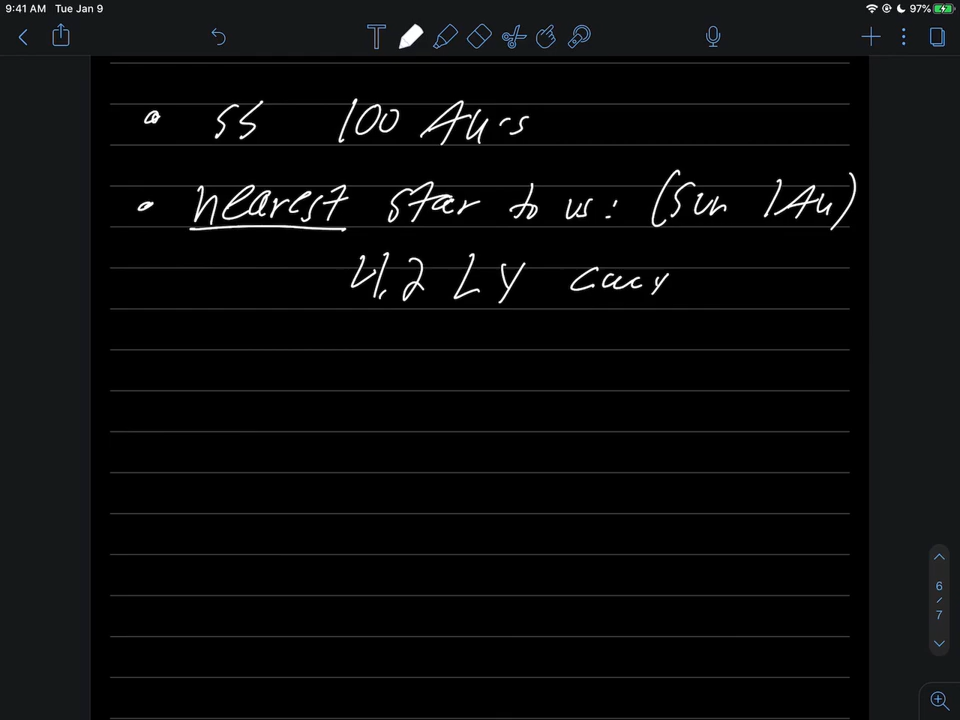 9:41 AM Tue Jan 9
97%
T
• SS 100 Au's
• nearest star to us: (Sun 1Au)
4.2 LY away
6
/
7